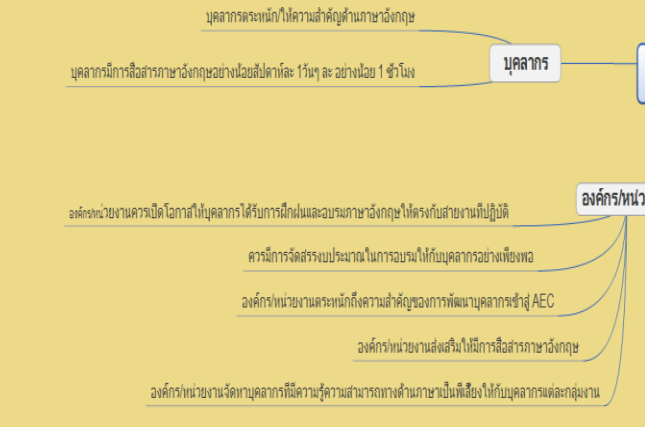 บุคลากรตระหนัก/ให้ความสำคัญด้านภาษาอังกฤษ
บุคลากร
บุคลากรมีการสื่อสารภาษาอังกฤษอย่างน้อยสัปดาห์ละ 1วันๆ ละ อย่างน้อย 1 ชั่วโมง
องค์กร/หน่ว
องค์กร/หน่วยงานควรเปิดโอกาสให้บุคลากรได้รับการฝึกฝนและอบรมภาษาอังกฤษให้ตรงกับสายงานที่ปฏิบัติ
ควรมีการจัดสรรงบประมาณในการอบรมให้กับบุคลากรอย่างเพียงพอ
องค์กร/หน่วยงานตระหนักถึงความสำคัญของการพัฒนาบุคลากรเข้าสู่ AEC
องค์กร/หน่วยงานส่งเสริมให้มีการสื่อสารภาษาอังกฤษ
องค์กร/หน่วยงานจัดหาบุคลากรที่มีความรู้ความสามารถทางด้านภาษาเป็นพี่เลี้ยงให้กับบุคลากรแต่ละกลุ่มงาน